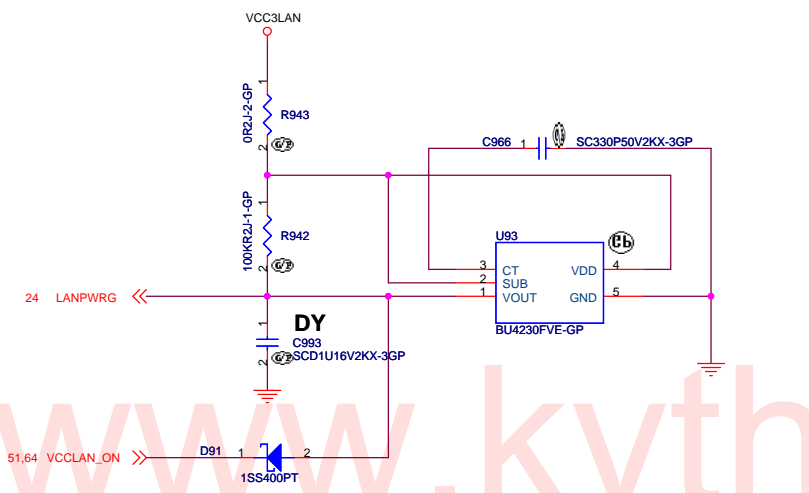 VCC3LAN
1
0R2J-2-GP
R943
2
1
100KR2J-1-GP
R942
2
C966 1 SC330P50V2KX-3GP
U93
3 CT VDD 4
2 SUB
1 VOUT GND 5
BU4230FVE-GP
24 LANPWRG
1
DY
C993
2 SCD1U16V2KX-3GP
51,64 VCCLAN_ON
D91 1 2
1SS400PT
www.kyth